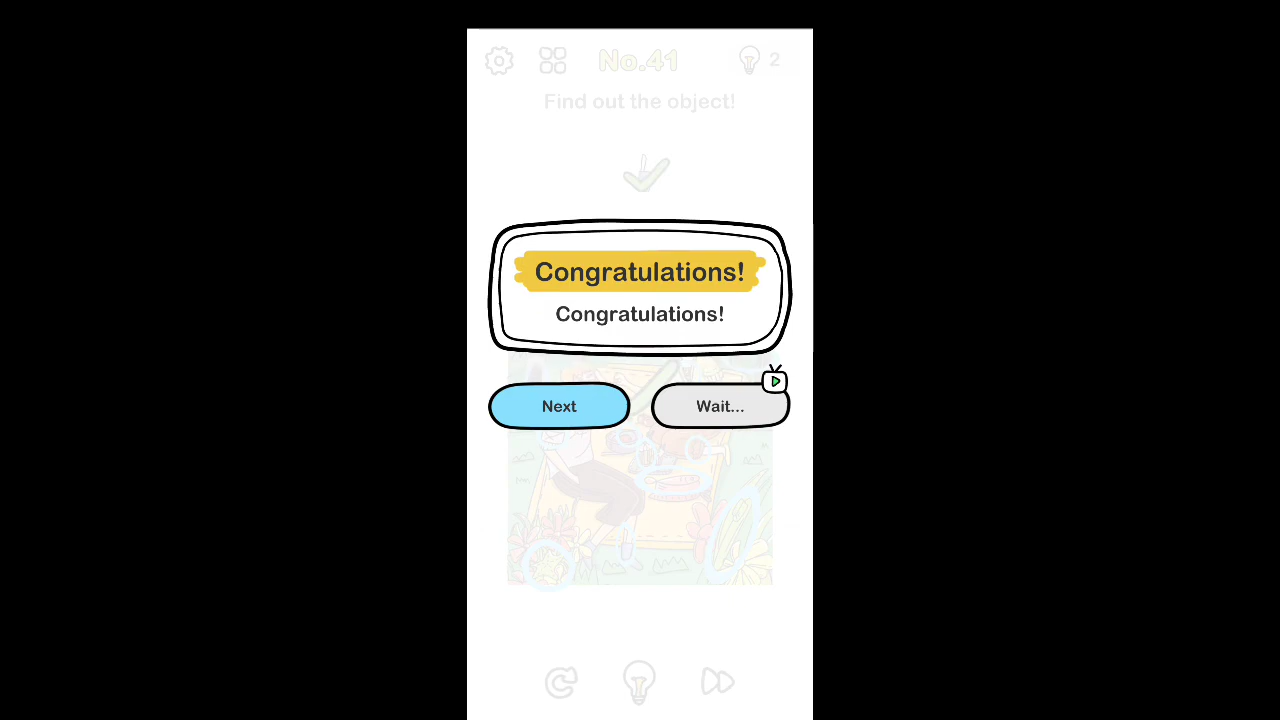 No.41
2
Find out the object!
Congratulations!
Congratulations!
Next
Wait...